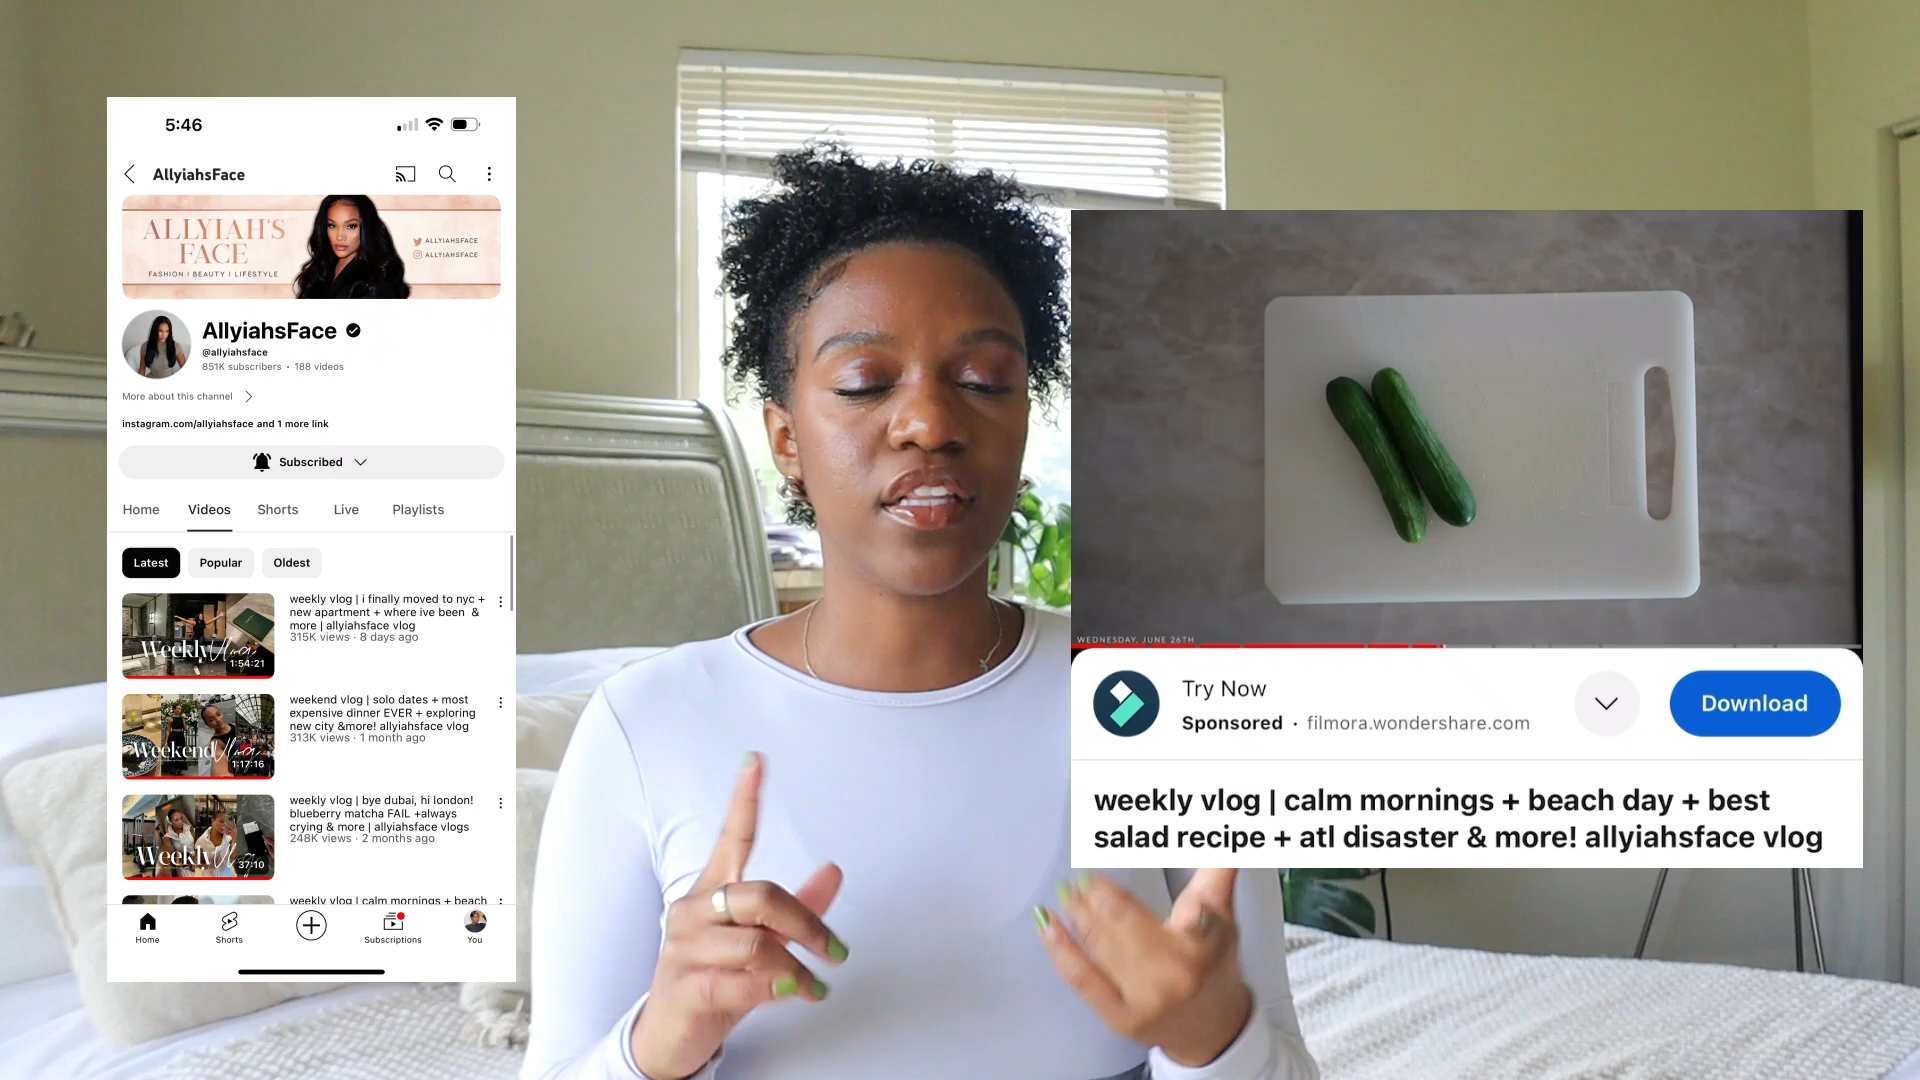 5:46
AllyiahsFace
ALLYIAH'S
FACE
FASHION | BEAUTY | LIFESTYLE
ALLYIAHSFACE
ALLYIAHSFACE
AllyiahsFace
@allyiahsface
851K subscribers • 188 videos
More about this channel
instagram.com/allyiahsface and 1 more link
Subscribed
Home Videos Shorts Live Playlists
Latest Popular Oldest
weekly vlog | i finally moved to nyc +
new apartment + where ive been &
more | allyiahsface vlog
315K views · 8 days ago
Weekly Vlog
1:54:21
weekend vlog | solo dates + most
expensive dinner EVER + exploring
new city &more! allyiahsface vlog
313K views · 1 month ago
Weekend Vlog
1:17:16
weekly vlog | bye dubai, hi london!
blueberry matcha FAIL +always
crying & more | allyiahsface vlogs
248K views · 2 months ago
Weekly Vlog
37:10
weekly vlog | calm mornings + beach
Home Shorts Subscriptions You
WEDNESDAY, JUNE 26TH
Try Now
Sponsored · filmora.wondershare.com
Download
weekly vlog | calm mornings + beach day + best
salad recipe + atl disaster & more! allyiahsface vlog